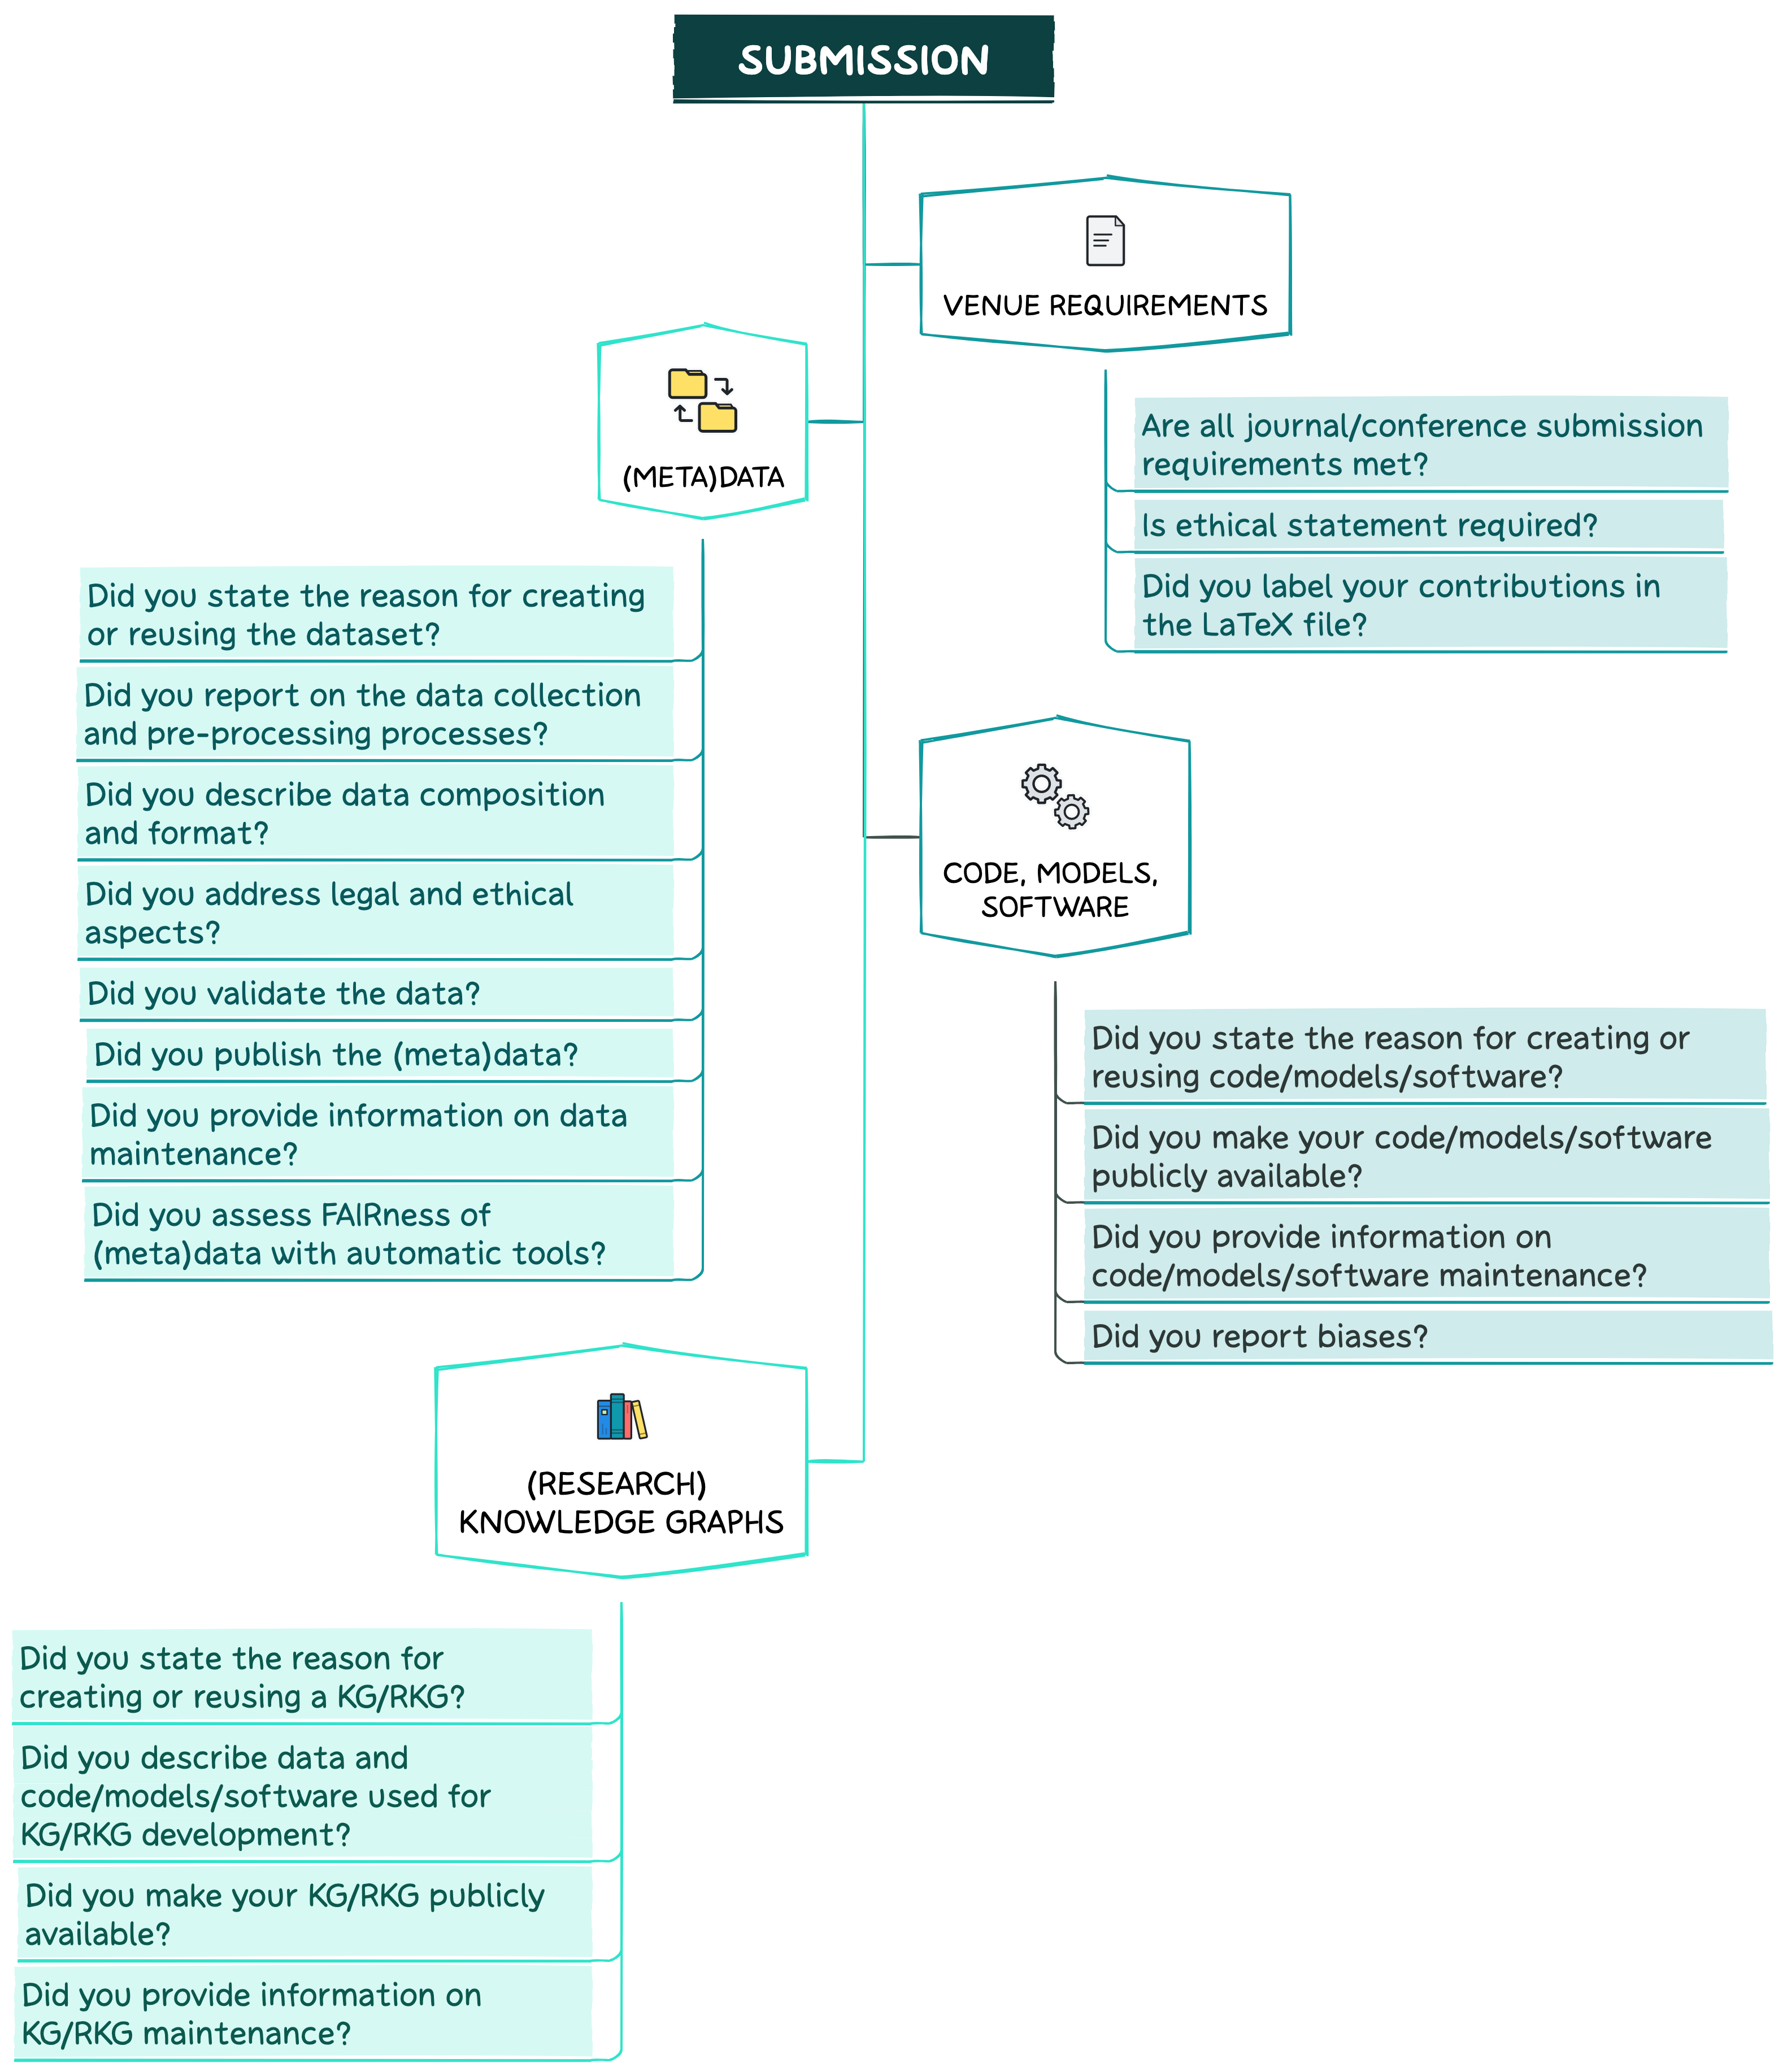 SUBMISSION
VENUE REQUIREMENTS
Are all journal/conference submission
requirements met?
Is ethical statement required?
Did you label your contributions in
the LaTeX file?
(META)DATA
Did you state the reason for creating
or reusing the dataset?
Did you report on the data collection
and pre-processing processes?
Did you describe data composition
and format?
Did you address legal and ethical
aspects?
Did you validate the data?
Did you publish the (meta)data?
Did you provide information on data
maintenance?
Did you assess FAIRness of
(meta)data with automatic tools?
CODE, MODELS,
SOFTWARE
Did you state the reason for creating or
reusing code/models/software?
Did you make your code/models/software
publicly available?
Did you provide information on
code/models/software maintenance?
Did you report biases?
(RESEARCH)
KNOWLEDGE GRAPHS
Did you state the reason for
creating or reusing a KG/RKG?
Did you describe data and
code/models/software used for
KG/RKG development?
Did you make your KG/RKG publicly
available?
Did you provide information on
KG/RKG maintenance?